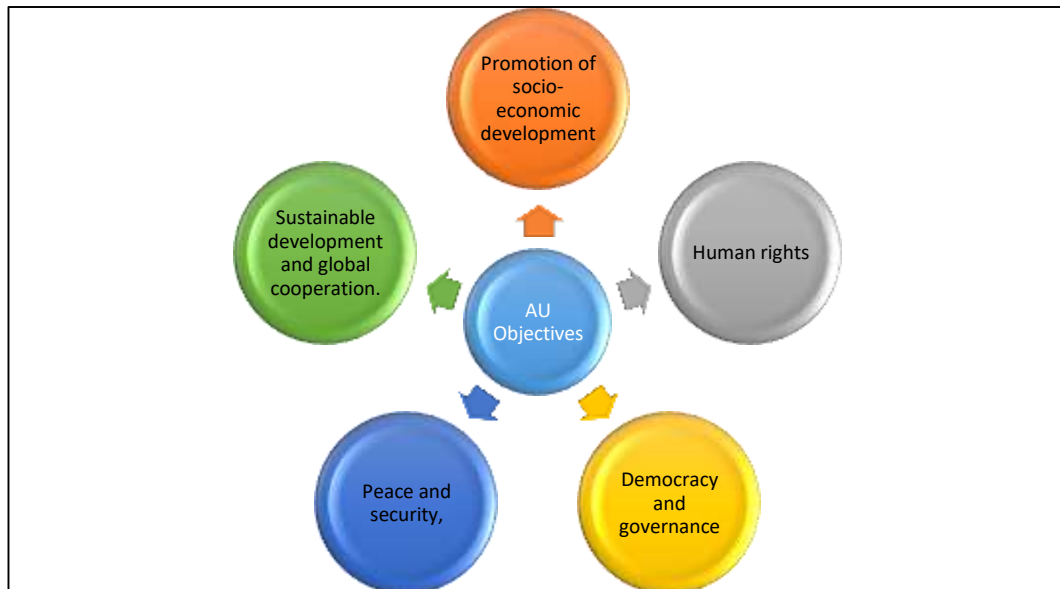 Promotion of
socio-
economic
development
Human rights
Democracy
and
governance
Peace and
security,
Sustainable
development
and global
cooperation.
AU
Objectives